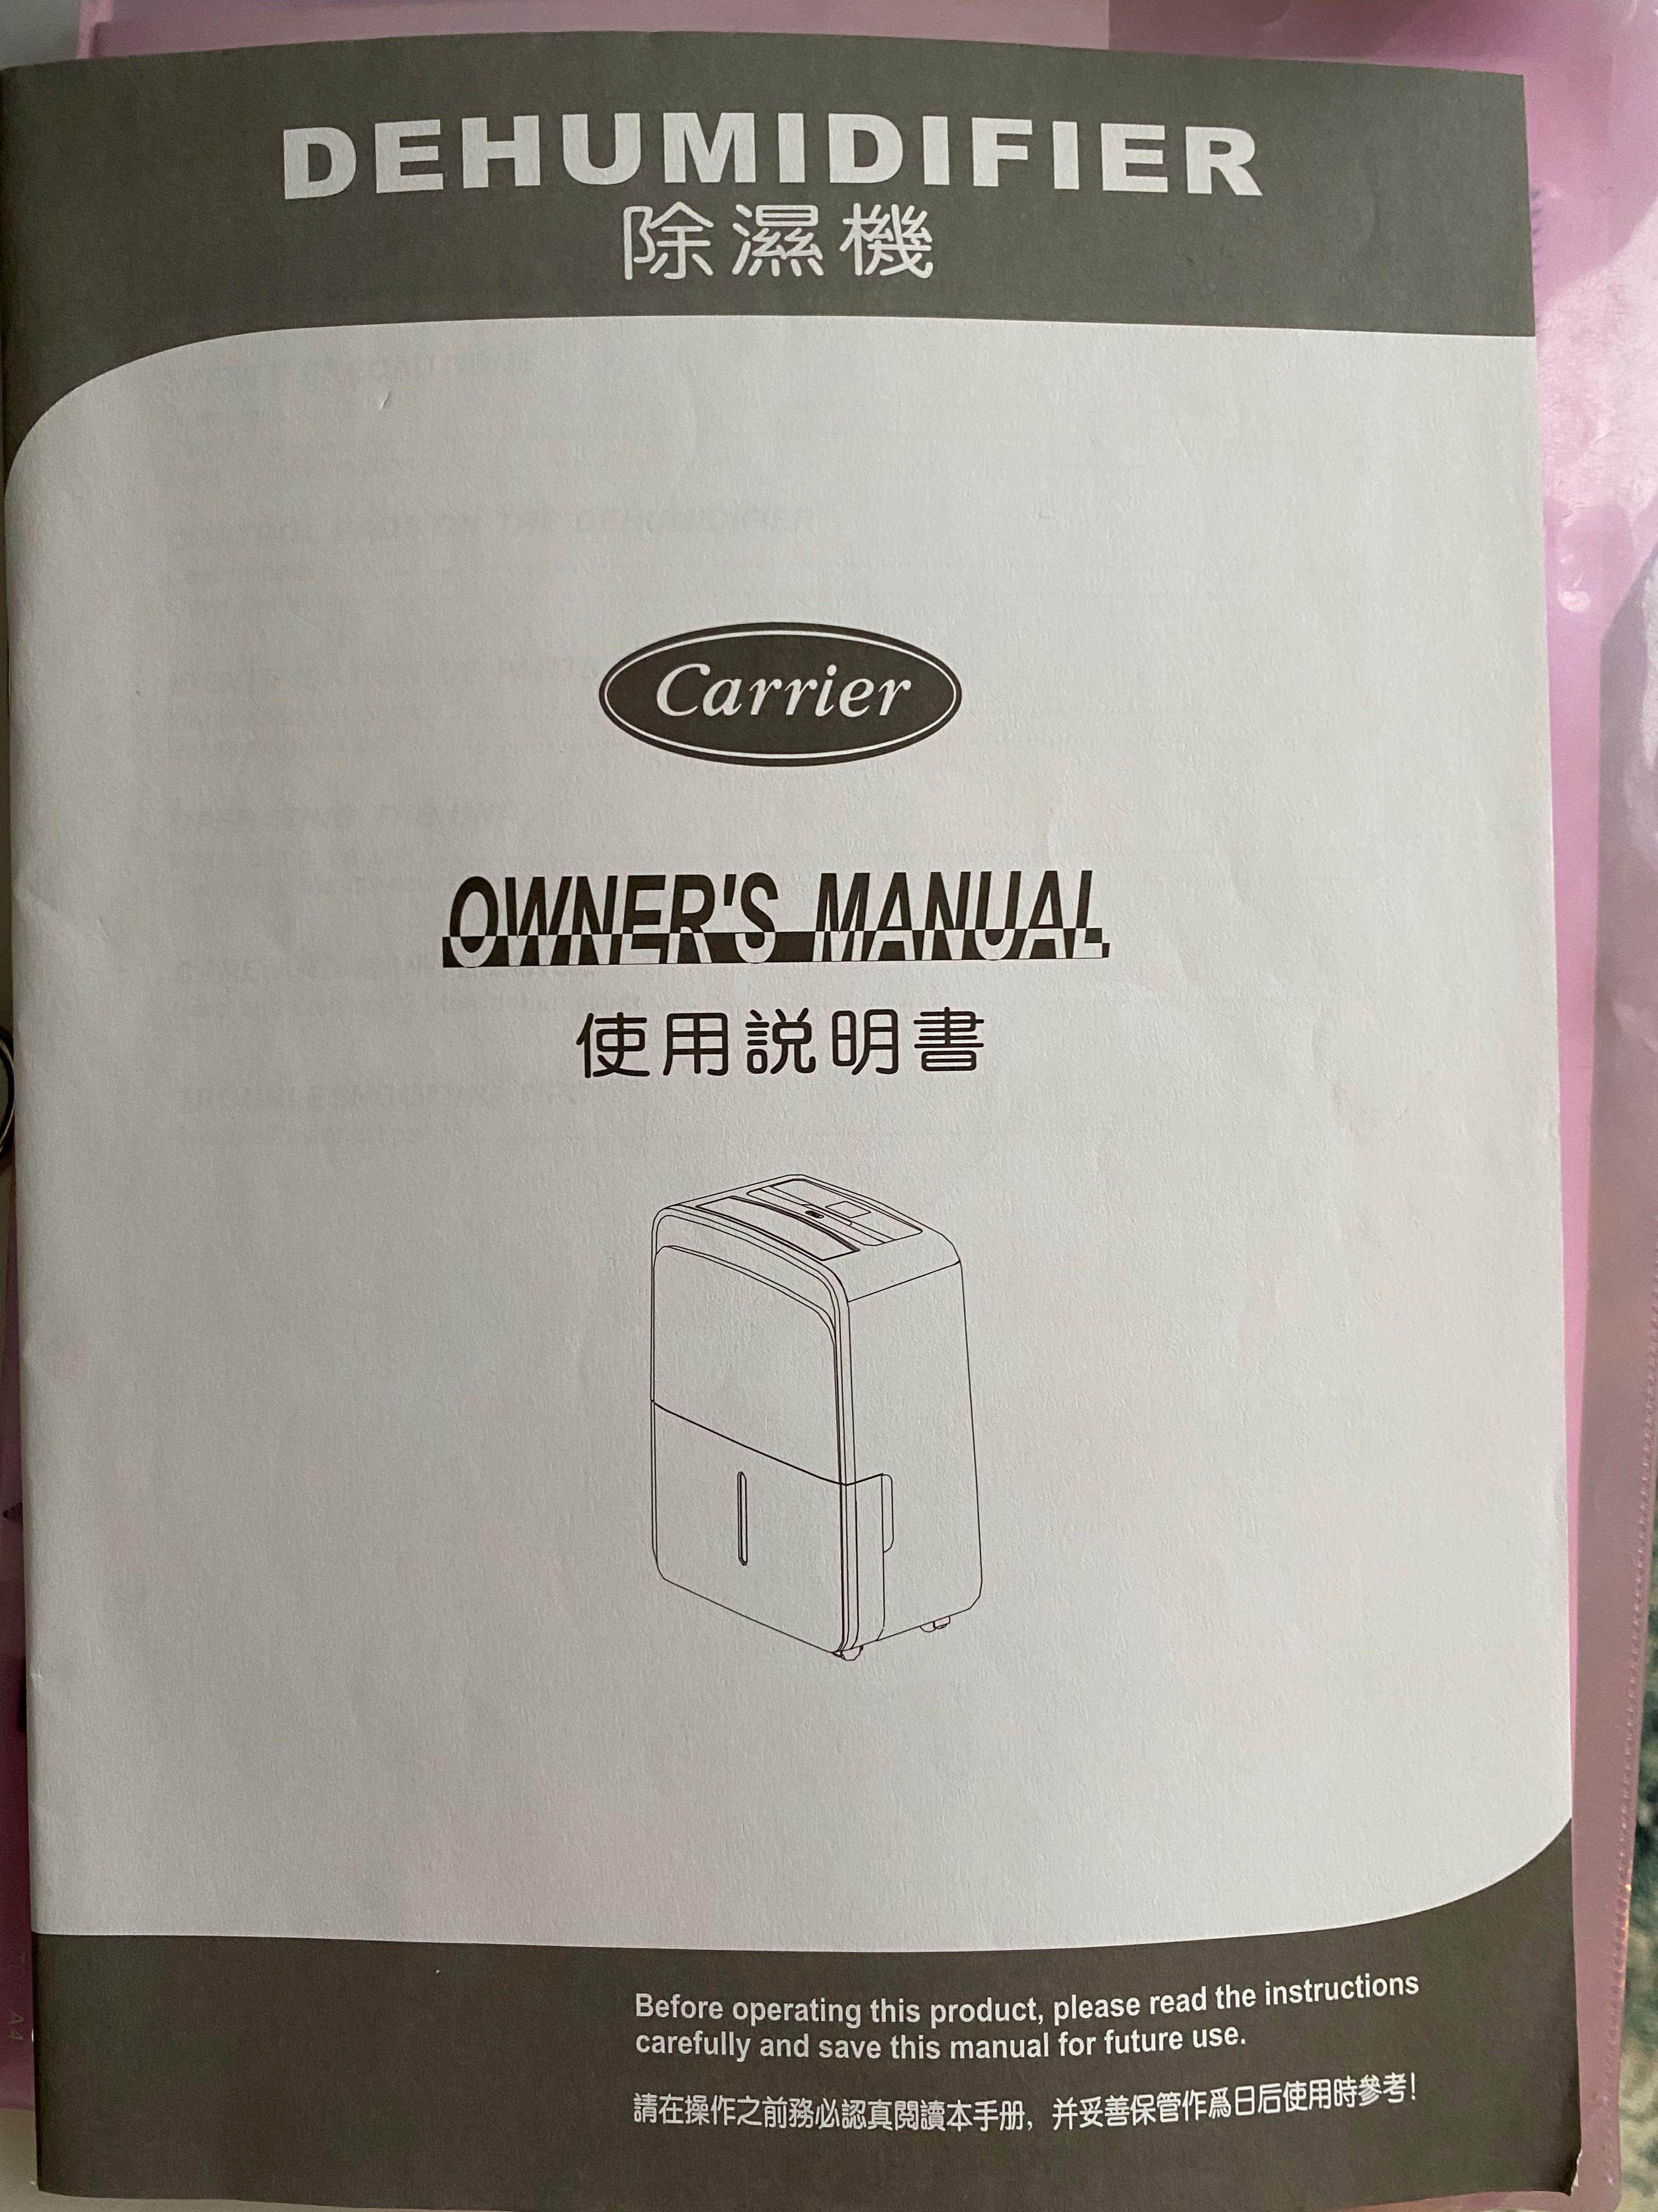 DEHUMIDIFIER
除濕機
Carrier
OWNER'S MANUAL
使用説明書
Before operating this product, please read the instructions
carefully and save this manual for future use.
請在操作之前務必認真閲讀本手册，并妥善保管作爲日后使用時參考！